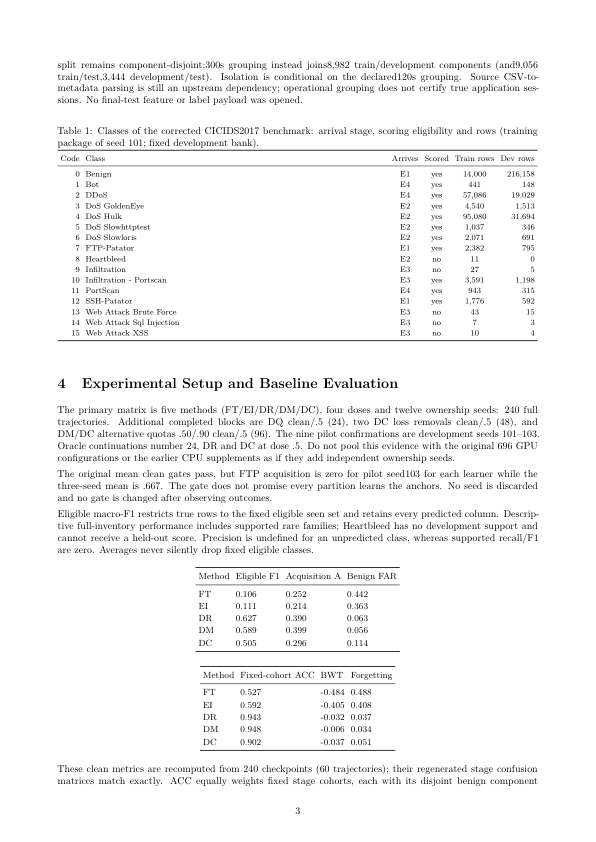 split remains component-disjoint;300s grouping instead joins8,982 train/development components (and9,056
train/test,3,444 development/test). Isolation is conditional on the declared120s grouping. Source CSV-to-
metadata parsing is still an upstream dependency; operational grouping does not certify true application ses-
sions. No final-test feature or label payload was opened.
Table 1: Classes of the corrected CICIDS2017 benchmark: arrival stage, scoring eligibility and rows (training
package of seed 101; fixed development bank).
Code Class Arrives Scored Train rows Dev rows
0 Benign E1 yes 14,000 216,158
1 Bot E4 yes 441 148
2 DDoS E4 yes 57,086 19,029
3 DoS GoldenEye E2 yes 4,540 1,513
4 DoS Hulk E2 yes 95,080 31,694
5 DoS Slowhttptest E2 yes 1,037 346
6 DoS Slowloris E2 yes 2,071 691
7 FTP-Patator E1 yes 2,382 795
8 Heartbleed E2 no 11 0
9 Infiltration E3 no 27 5
10 Infiltration - Portscan E3 yes 3,591 1,198
11 PortScan E4 yes 943 315
12 SSH-Patator E1 yes 1,776 592
13 Web Attack Brute Force E3 no 43 15
14 Web Attack Sql Injection E3 no 7 3
15 Web Attack XSS E3 no 10 4
4 Experimental Setup and Baseline Evaluation
The primary matrix is five methods (FT/EI/DR/DM/DC), four doses and twelve ownership seeds: 240 full
trajectories. Additional completed blocks are DQ clean/.5 (24), two DC loss removals clean/.5 (48), and
DM/DC alternative quotas .50/.90 clean/.5 (96). The nine pilot confirmations are development seeds 101–103.
Oracle continuations number 24, DR and DC at dose .5. Do not pool this evidence with the original 696 GPU
configurations or the earlier CPU supplements as if they add independent ownership seeds.
The original mean clean gates pass, but FTP acquisition is zero for pilot seed103 for each learner while the
three-seed mean is .667. The gate does not promise every partition learns the anchors. No seed is discarded
and no gate is changed after observing outcomes.
Eligible macro-F1 restricts true rows to the fixed eligible seen set and retains every predicted column. Descrip-
tive full-inventory performance includes supported rare families; Heartbleed has no development support and
cannot receive a held-out score. Precision is undefined for an unpredicted class, whereas supported recall/F1
are zero. Averages never silently drop fixed eligible classes.
Method Eligible F1 Acquisition A Benign FAR
FT 0.106 0.252 0.442
EI 0.111 0.214 0.363
DR 0.627 0.390 0.063
DM 0.589 0.399 0.056
DC 0.505 0.296 0.114
Method Fixed-cohort ACC BWT Forgetting
FT 0.527 -0.484 0.488
EI 0.592 -0.405 0.408
DR 0.943 -0.032 0.037
DM 0.948 -0.006 0.034
DC 0.902 -0.037 0.051
These clean metrics are recomputed from 240 checkpoints (60 trajectories); their regenerated stage confusion
matrices match exactly. ACC equally weights fixed stage cohorts, each with its disjoint benign component
3